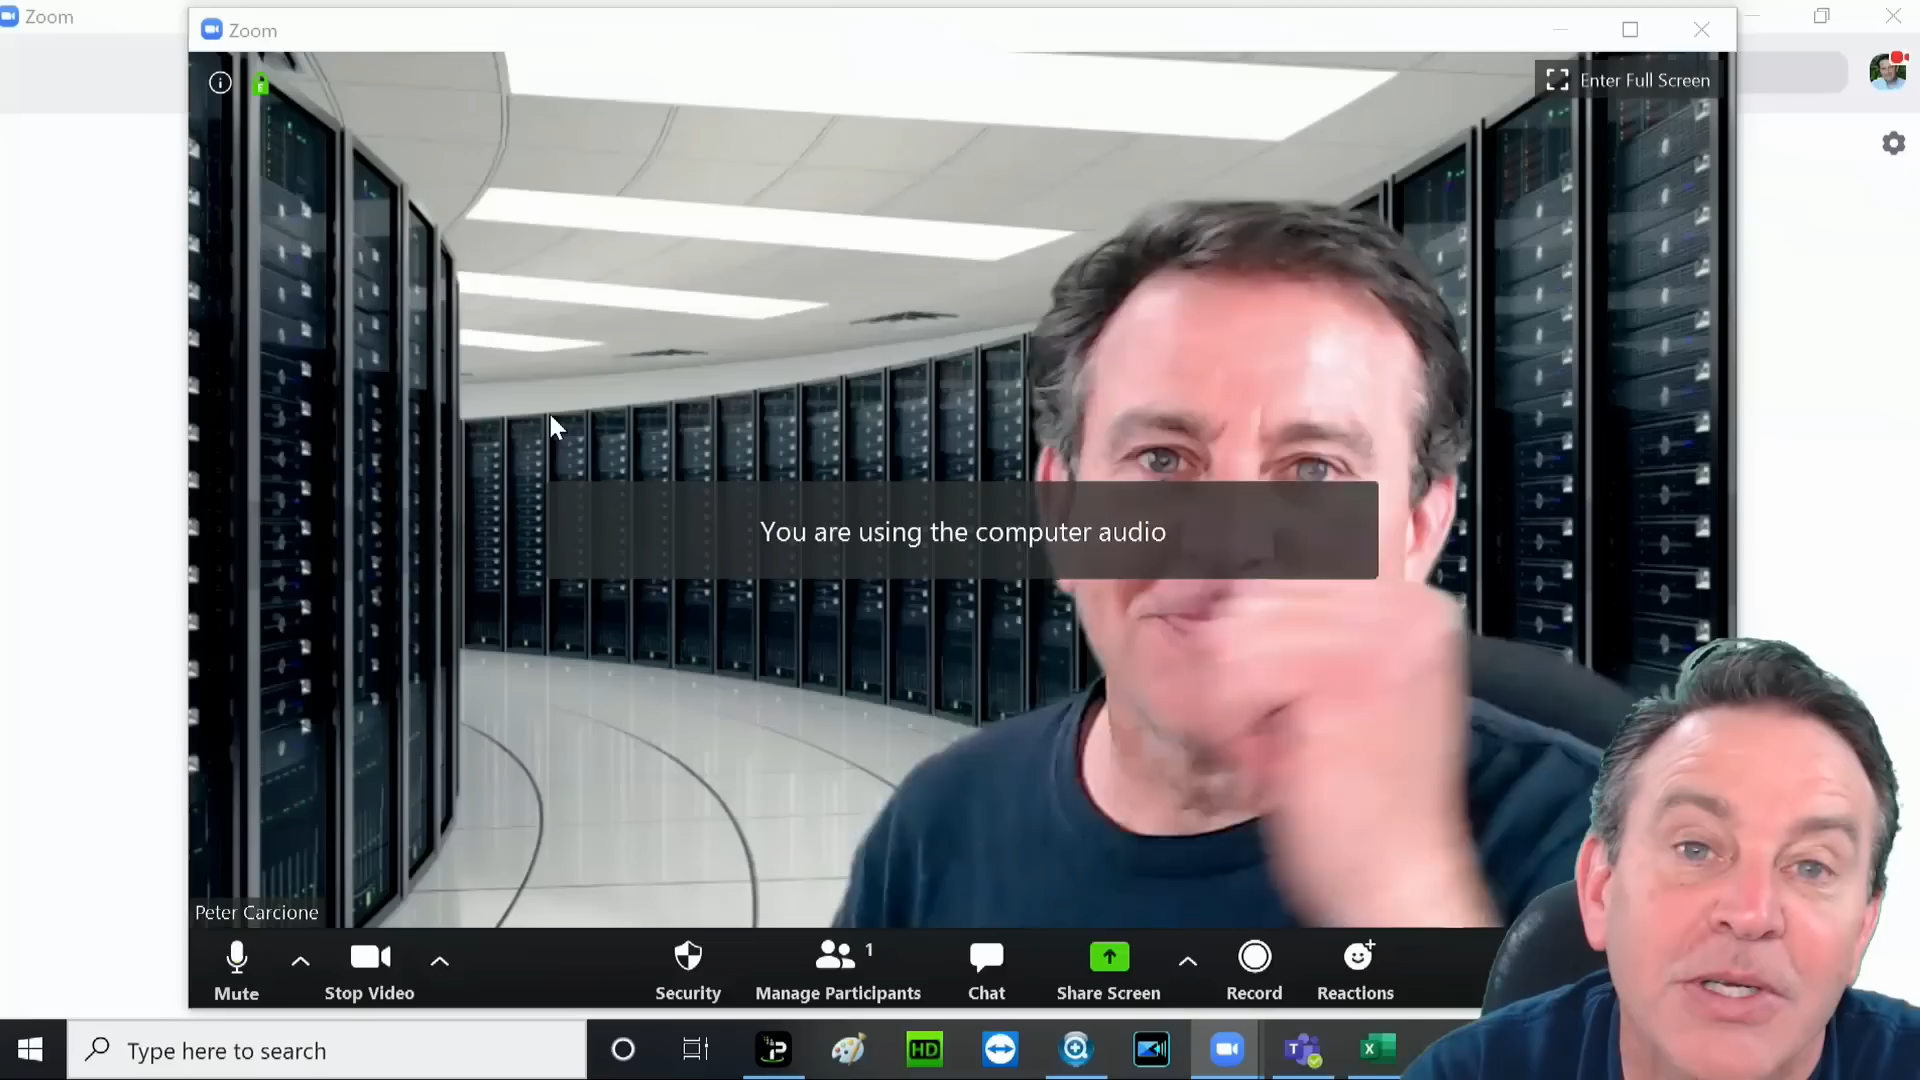 Zoom
Zoom
Enter Full Screen
You are using the computer audio
Peter Carcione
1
Mute
Stop Video
Security
Manage Participants
Chat
Share Screen
Record
Reactions
Type here to search
HD